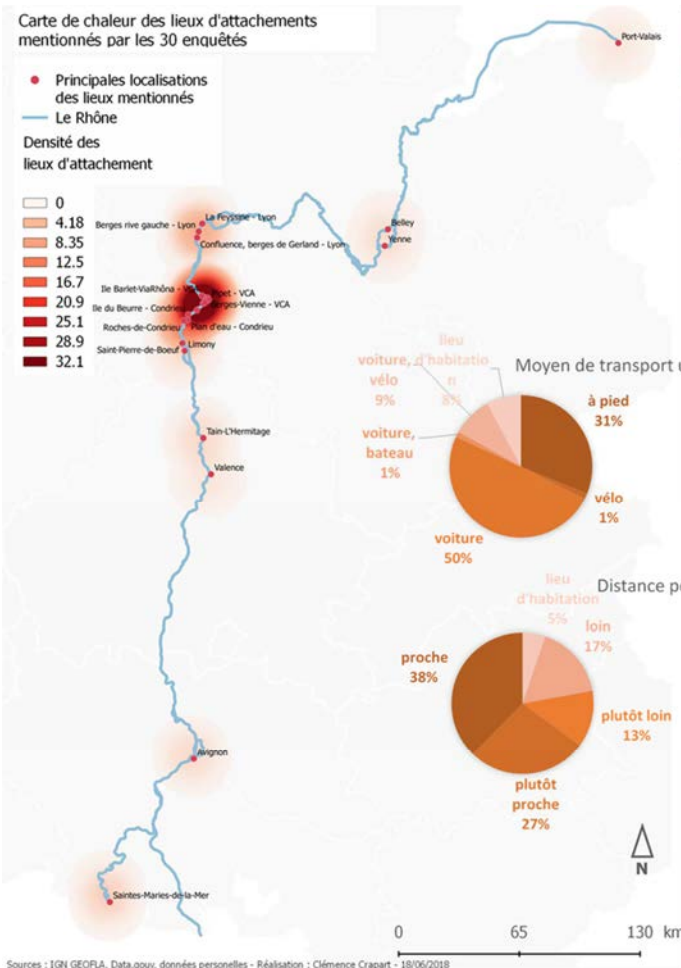 Carte de chaleur des lieux d'attachements
mentionnés par les 30 enquêtés
Principales localisations
des lieux mentionnés
Le Rhône
Densité des
lieux d'attachement
0
4.18
8.35
12.5
16.7
20.9
25.1
28.9
32.1
Port-Valais
La Feyssine - Lyon
Berges rive gauche - Lyon
Confluence, berges de Gerland - Lyon
Belley
Yenne
Ile Barlet-ViaRhôna - V
- VCA
Berges-Vienne - VCA
Ile du Beurre - Condrieu
Roches-de-Condrieu
Plan d'eau - Condrieu
Limony
Saint-Pierre-de-Boeuf
Tain-L'Hermitage
Valence
Avignon
Saintes-Maries-de-la-Mer
Moyen de transport u
lieu
d'habitatio
n
8%
voiture,
vélo
9%
voiture,
bateau
1%
à pied
31%
vélo
1%
voiture
50%
Distance pe
lieu
d'habitation
5%
loin
17%
proche
38%
plutôt loin
13%
plutôt
proche
27%
N
0 65 130 km
Sources : IGN GEOFLA, Data.gouv, données personelles - Réalisation : Clémence Crapart - 18/06/2018